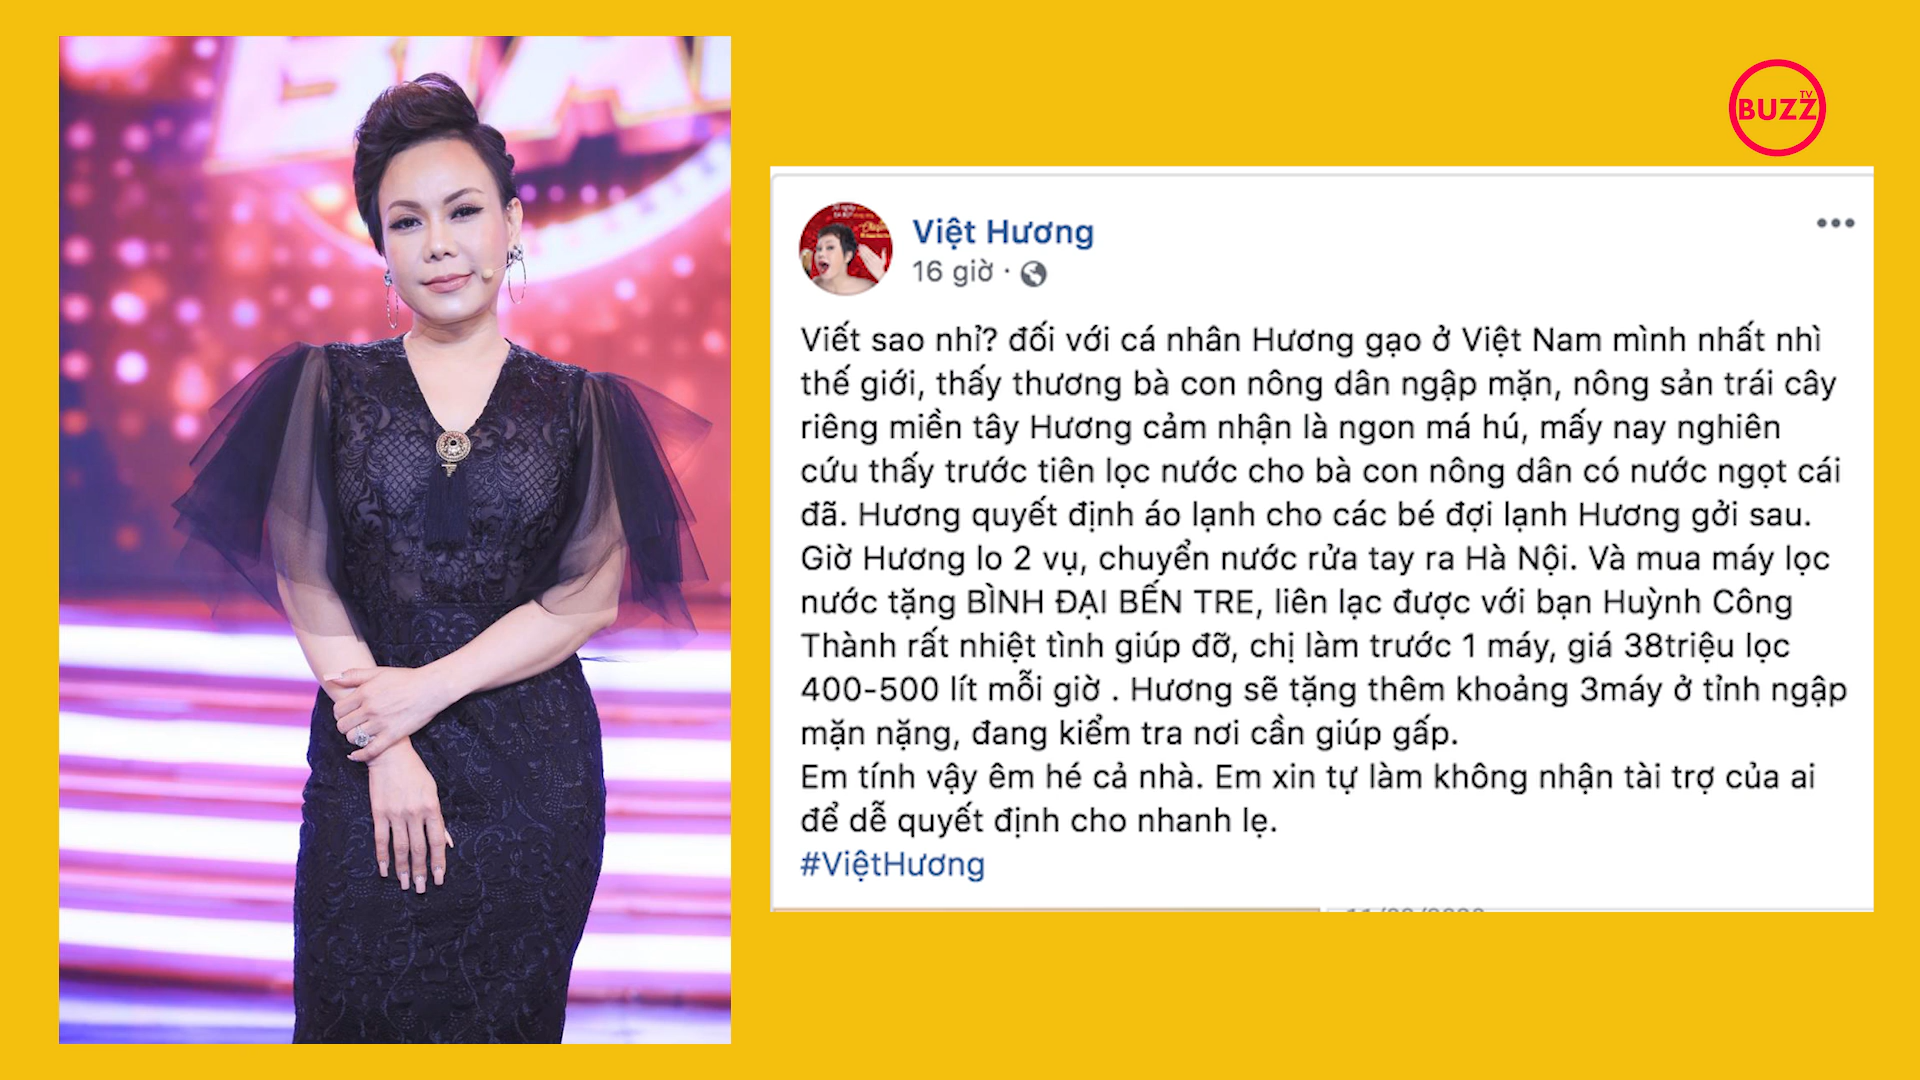 BUZZ TV
Việt Hương
16 giờ ·
Viết sao nhỉ? đối với cá nhân Hương gạo ở Việt Nam mình nhất nhì
thế giới, thấy thương bà con nông dân ngập mặn, nông sản trái cây
riêng miền tây Hương cảm nhận là ngon má hú, mấy nay nghiên
cứu thấy trước tiên lọc nước cho bà con nông dân có nước ngọt cái
đã. Hương quyết định áo lạnh cho các bé đợi lạnh Hương gởi sau.
Giờ Hương lo 2 vụ, chuyển nước rửa tay ra Hà Nội. Và mua máy lọc
nước tặng BÌNH ĐẠI BẾN TRE, liên lạc được với bạn Huỳnh Công
Thành rất nhiệt tình giúp đỡ, chị làm trước 1 máy, giá 38triệu lọc
400-500 lít mỗi giờ . Hương sẽ tặng thêm khoảng 3máy ở tỉnh ngập
mặn nặng, đang kiểm tra nơi cần giúp gấp.
Em tính vậy êm hé cả nhà. Em xin tự làm không nhận tài trợ của ai
để dễ quyết định cho nhanh lẹ.
#ViệtHương